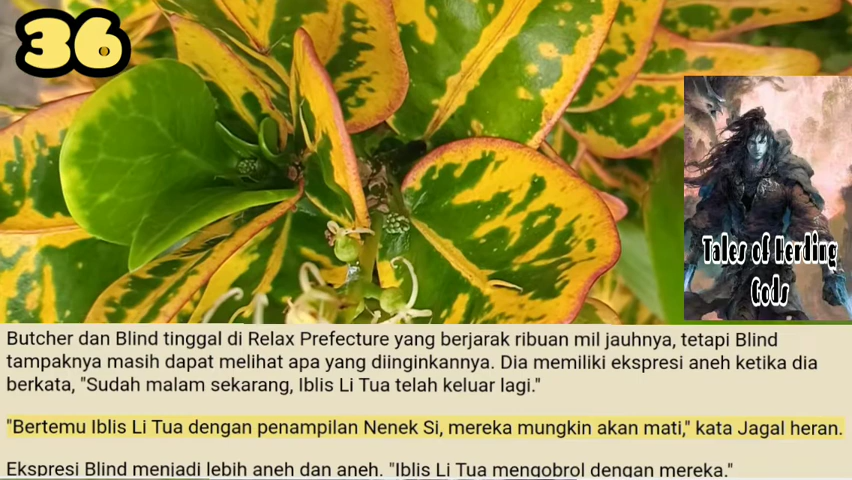 36
Tales of Herding
Gods
Butcher dan Blind tinggal di Relax Prefecture yang berjarak ribuan mil jauhnya, tetapi Blind
tampaknya masih dapat melihat apa yang diinginkannya. Dia memiliki ekspresi aneh ketika dia
berkata, "Sudah malam sekarang, Iblis Li Tua telah keluar lagi."
"Bertemu Iblis Li Tua dengan penampilan Nenek Si, mereka mungkin akan mati," kata Jagal heran.
Ekspresi Blind menjadi lebih aneh dan aneh. "Iblis Li Tua mengobrol dengan mereka."